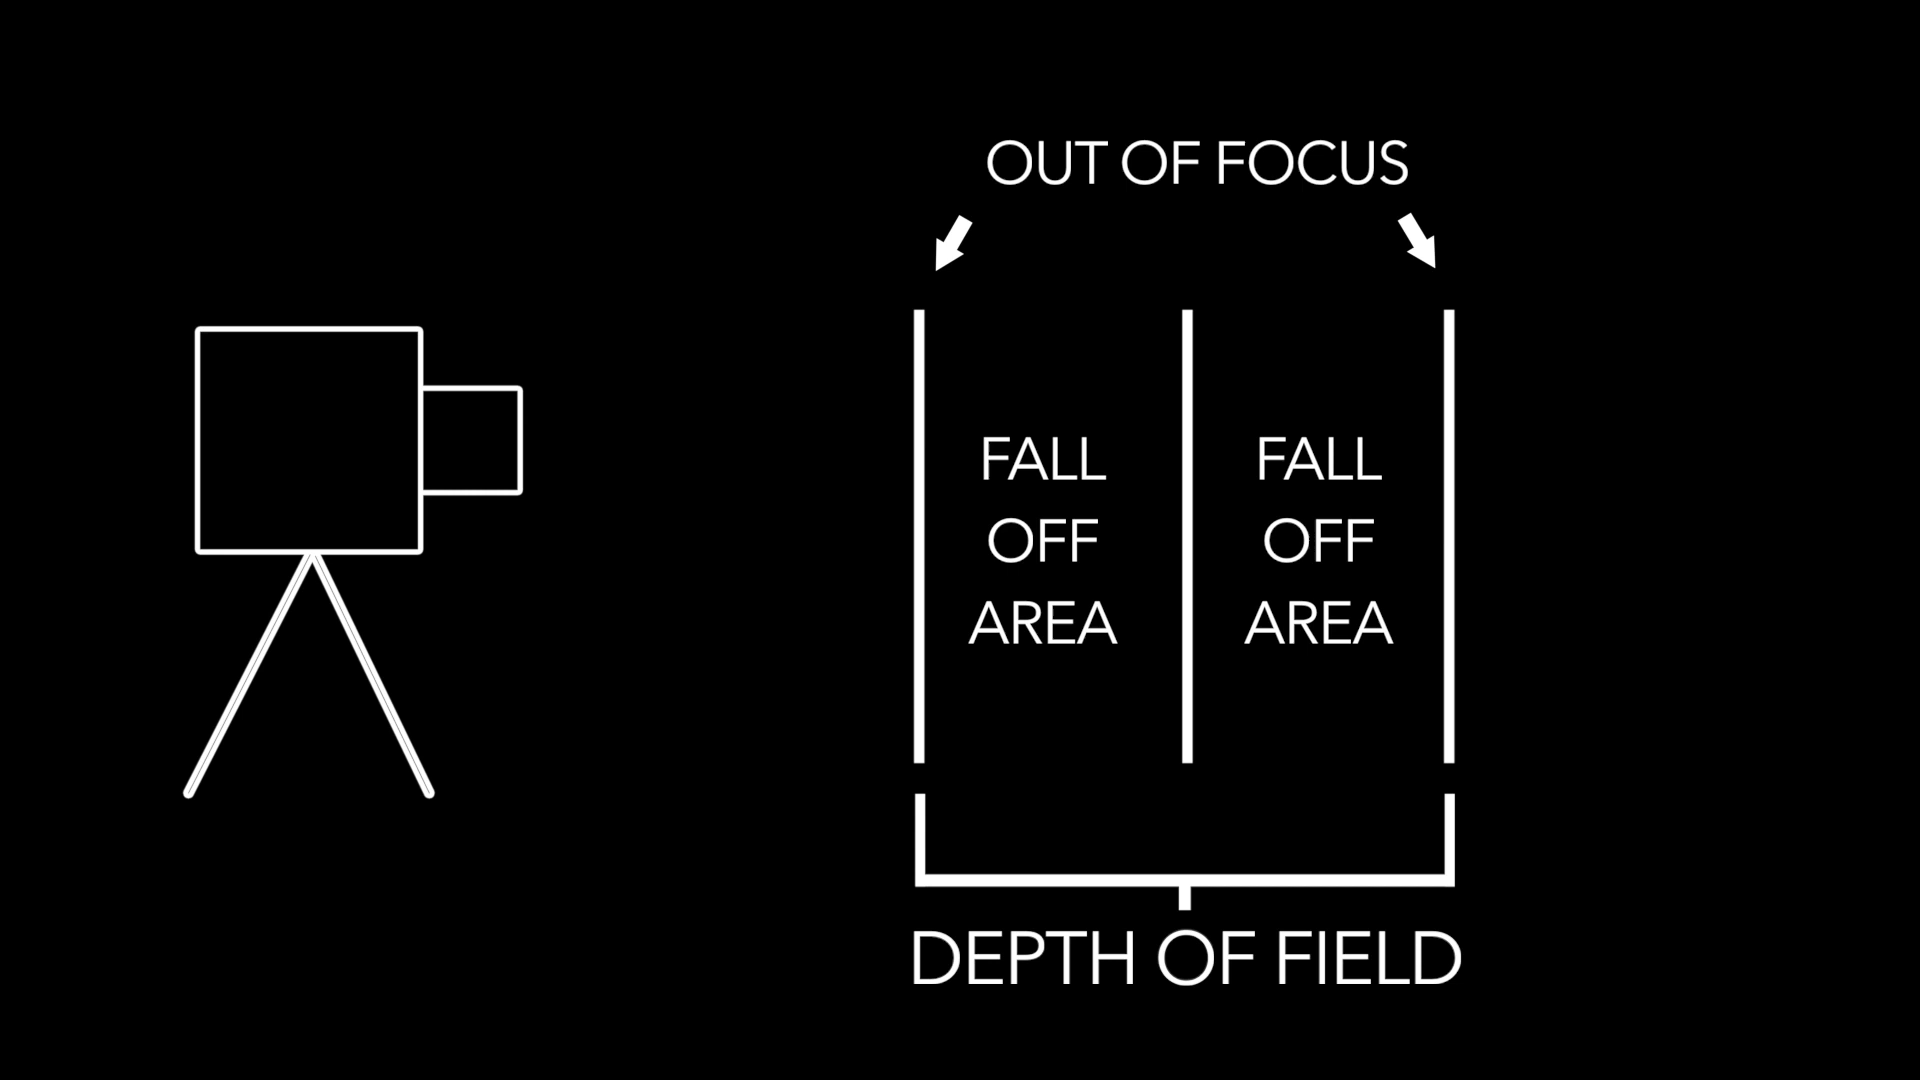 OUT OF FOCUS
FALL
OFF
AREA
FALL
OFF
AREA
DEPTH OF FIELD